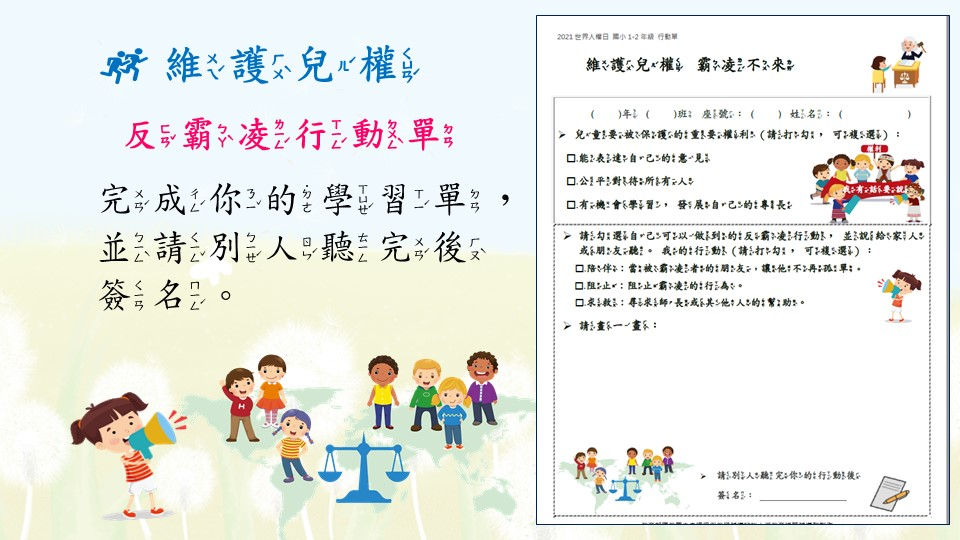 維護兒權
反霸凌行動單
完成你的學習單，
並請別人聽完後
簽名。
2021 世界人權日 國小 1-2 年級 行動單
維護兒權 霸凌不來
( )年 ( )班 座號：( ) 姓名：( )
➢ 兒童要被保護的重要權利(請打勾，可複選)：
□.能表達自己的意見
□.公平對待所有人
□.有機會學習，發展自己的專長
權利
我有話要說
➢ 請勾選自己可以做到的反霸凌行動，並說給家人
或朋友聽。我的行動(請打勾，可複選)：
□.陪伴：當被霸凌者的朋友，讓他不再孤單。
□.阻止：阻止霸凌的行為。
□.求救：尋求師長或其他人的幫助。
➢ 請畫一畫：
➢ 請別人聽完你的行動後
簽名：
H